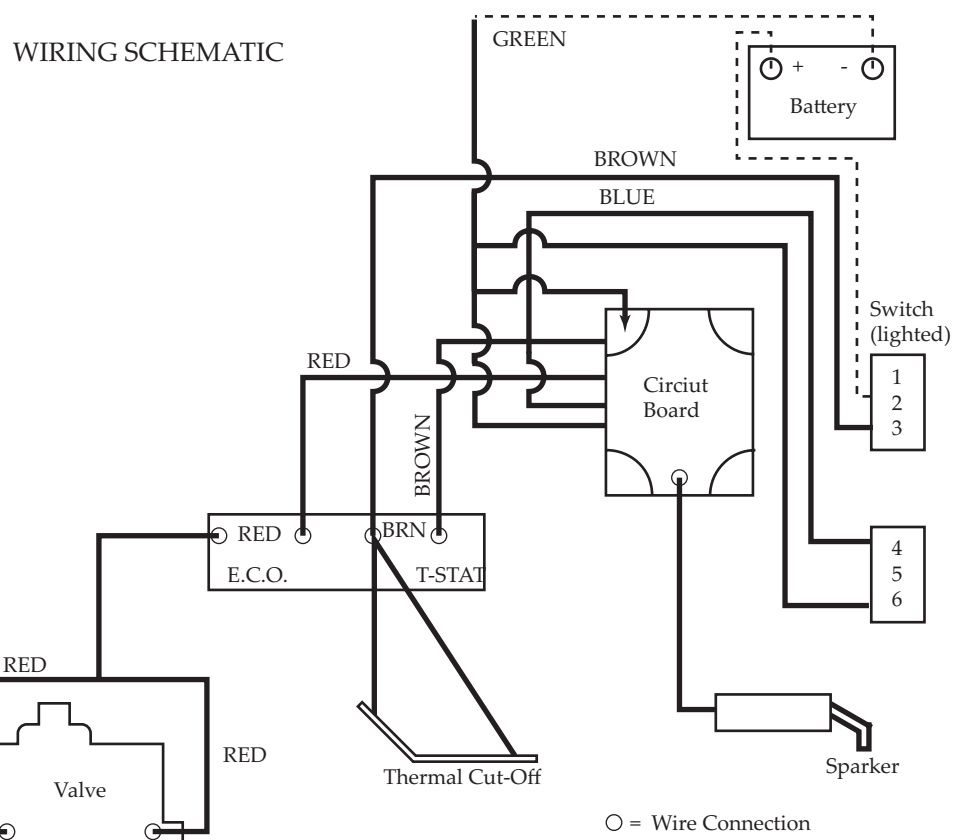 WIRING SCHEMATIC
GREEN
+ -
Battery
BROWN
BLUE
Switch
(lighted)
1
2
3
RED
Circiut
Board
BROWN
RED
BRN
E.C.O.
T-STAT
4
5
6
RED
RED
Valve
Thermal Cut-Off
Sparker
= Wire Connection